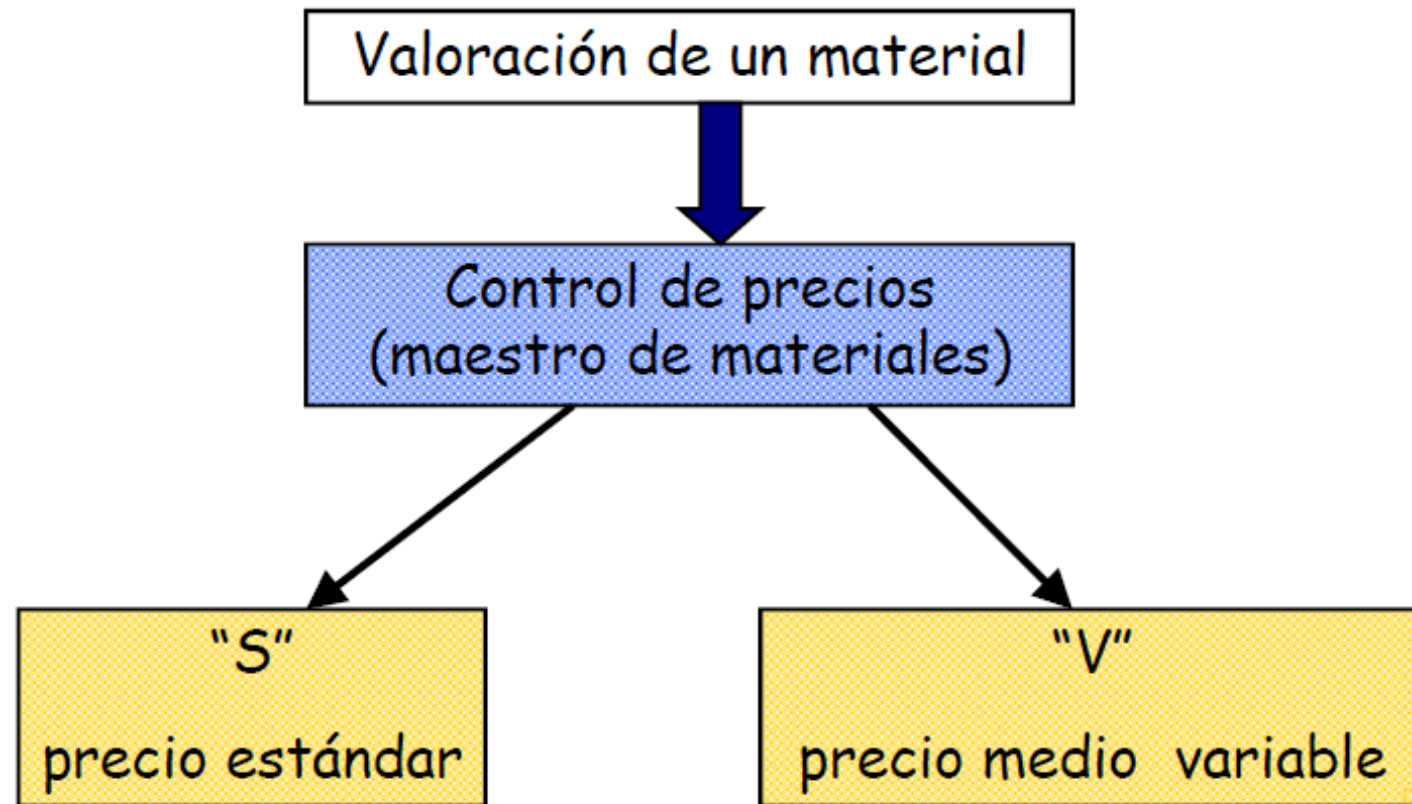 Valoración de un material
Control de precios
(maestro de materiales)
“S”
precio estándar
“V”
precio medio variable